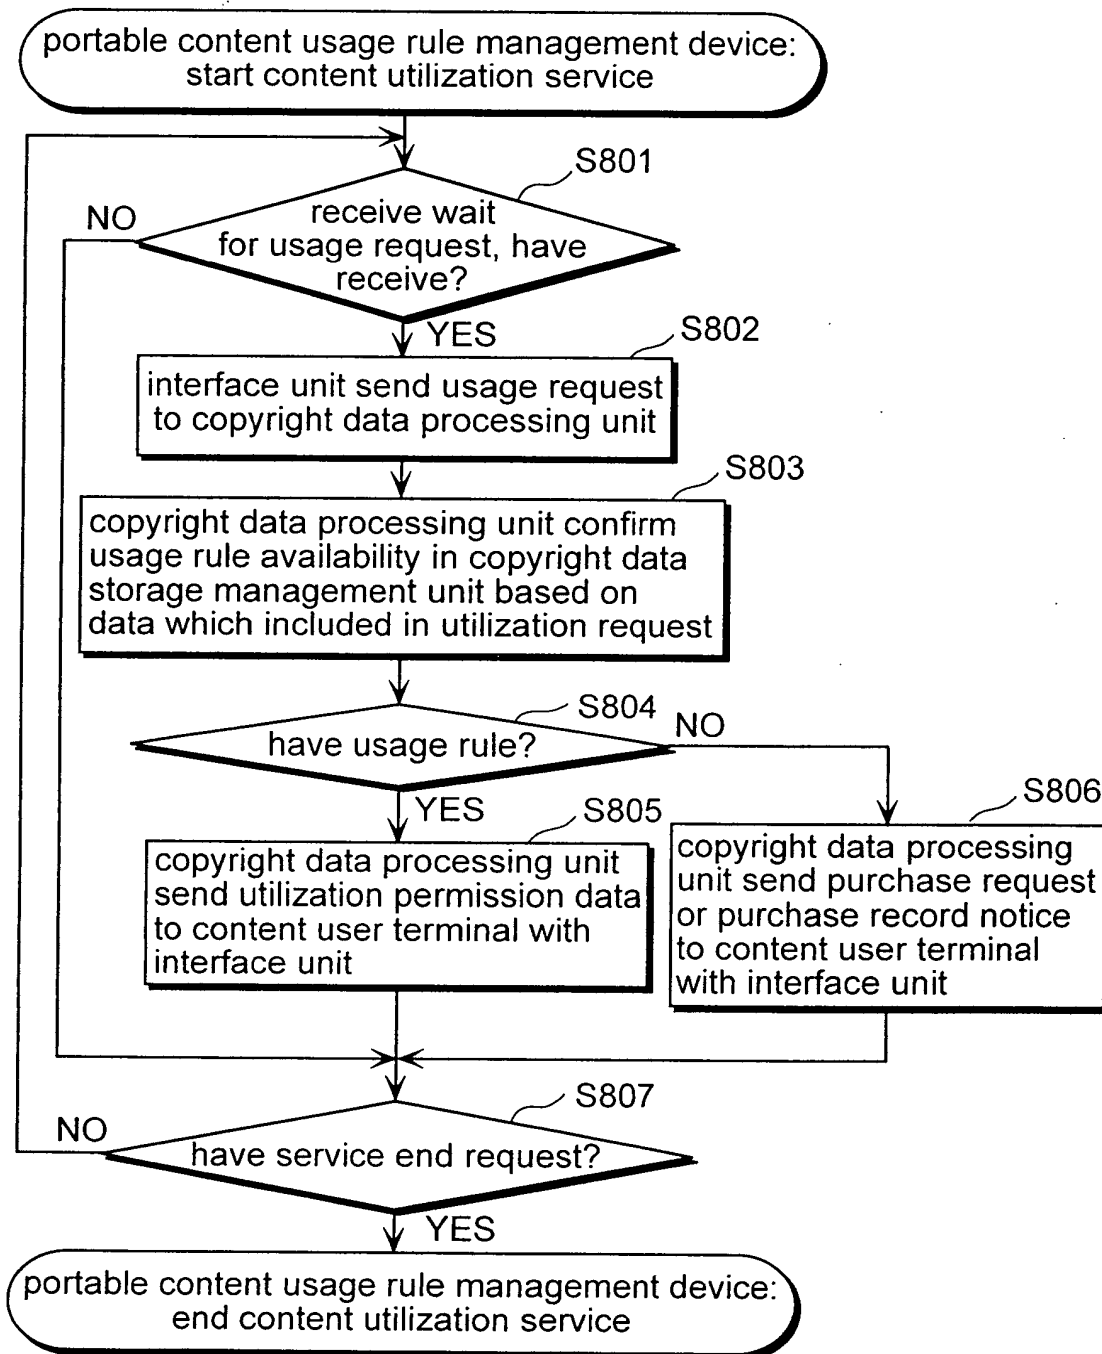 portable content usage rule management device:
start content utilization service
S801
NO
receive wait
for usage request, have
receive?
YES
S802
interface unit send usage request
to copyright data processing unit
S803
copyright data processing unit confirm
usage rule availability in copyright data
storage management unit based on
data which included in utilization request
S804
NO
have usage rule?
YES
S805
copyright data processing unit
send utilization permission data
to content user terminal with
interface unit
S806
copyright data processing
unit send purchase request
or purchase record notice
to content user terminal
with interface unit
S807
NO
have service end request?
YES
portable content usage rule management device:
end content utilization service